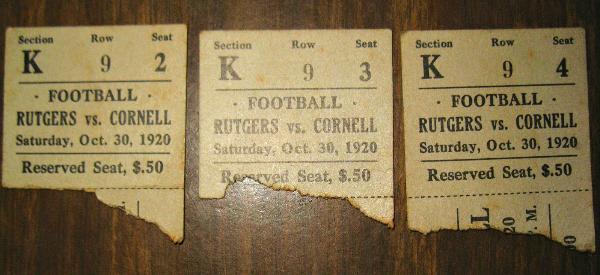 Section Row Seat
K 9 2
· FOOTBALL ·
RUTGERS vs. CORNELL
Saturday, Oct. 30, 1920
Reserved Seat, $.50
Section Row Seat
K 9 3
· FOOTBALL ·
RUTGERS vs. CORNELL
Saturday, Oct. 30, 1920
Reserved Seat, $.50
Section Row Seat
K 9 4
· FOOTBALL ·
RUTGERS vs. CORNELL
Saturday, Oct. 30, 1920
Reserved Seat, $.50
LL
20
P. M.